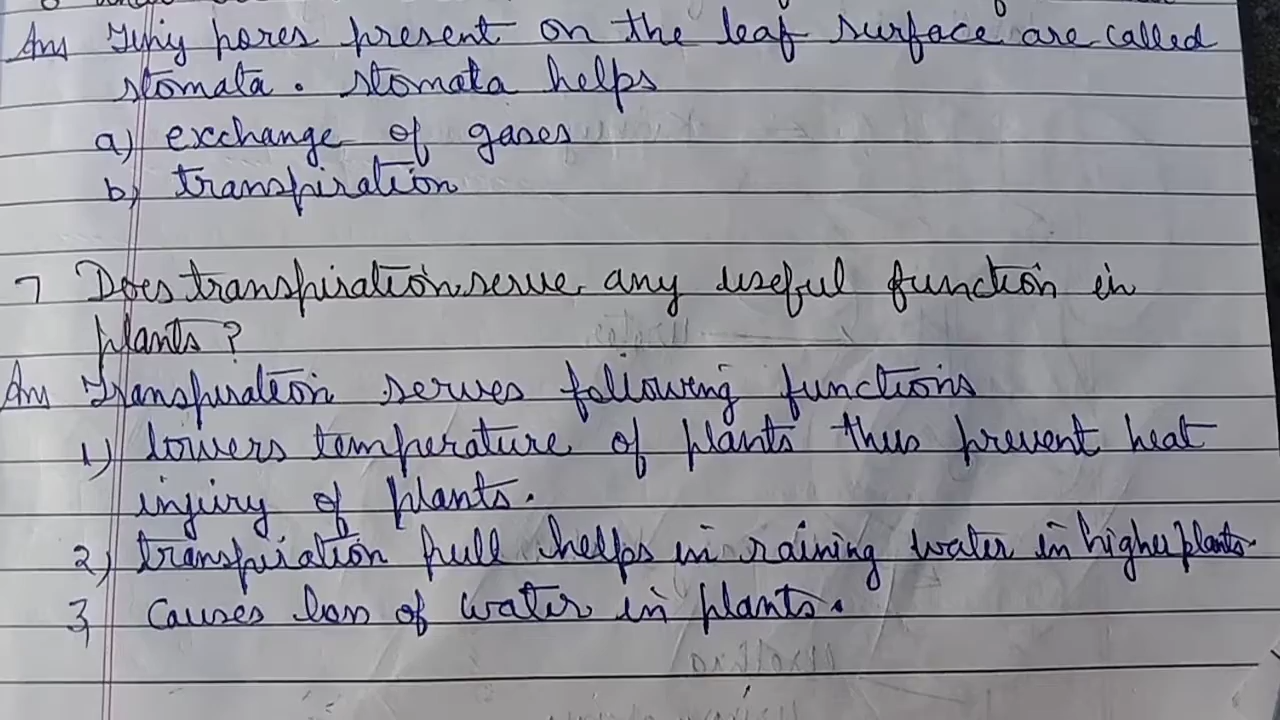 Ans Tiny pores present on the leaf surface are called
stomata. stomata helps
a) exchange of gases
b) transpiration
7 Does transpiration serve any useful function in
plants?
Ans Transpiration serves following functions
1) lowers temperature of plants thus prevent heat
injury of plants.
2) transpiration pull helps in raining water in higher plants.
3, Causes loss of water in plants.